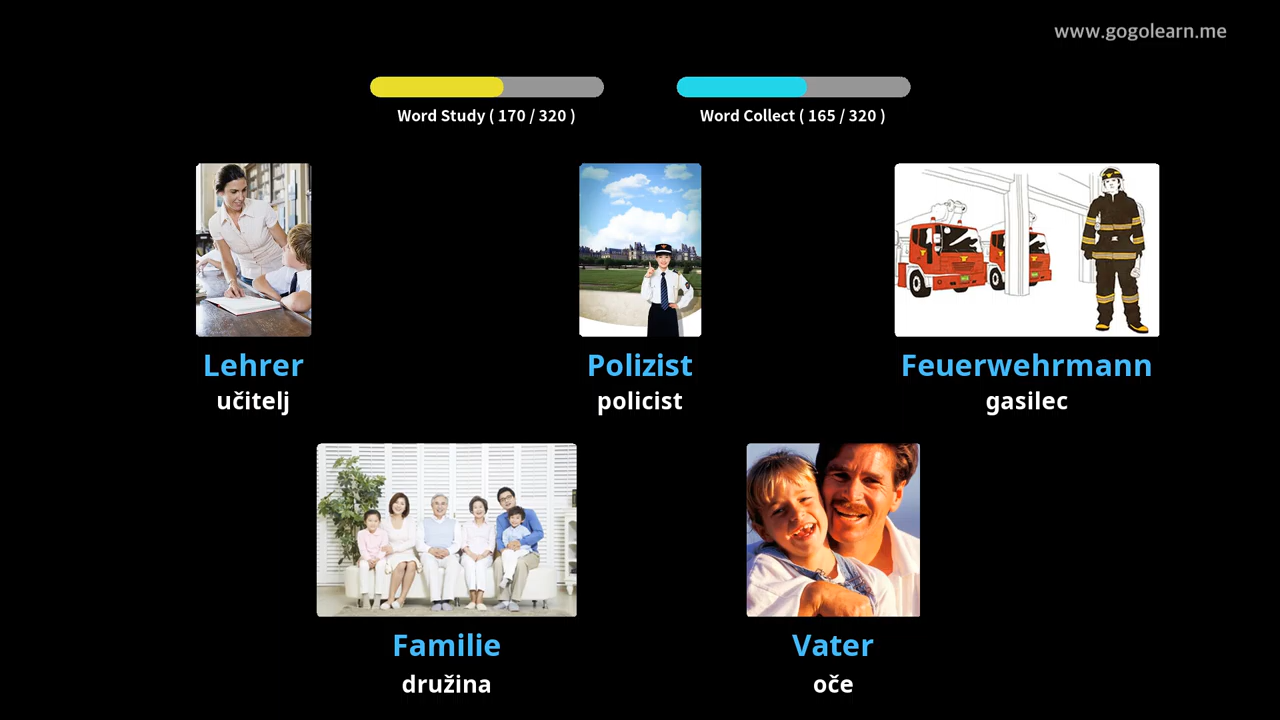 www.gogolearn.me
Word Study ( 170 / 320 )
Word Collect ( 165 / 320 )
Lehrer
učitelj
Polizist
policist
Feuerwehrmann
gasilec
Familie
družina
Vater
oče